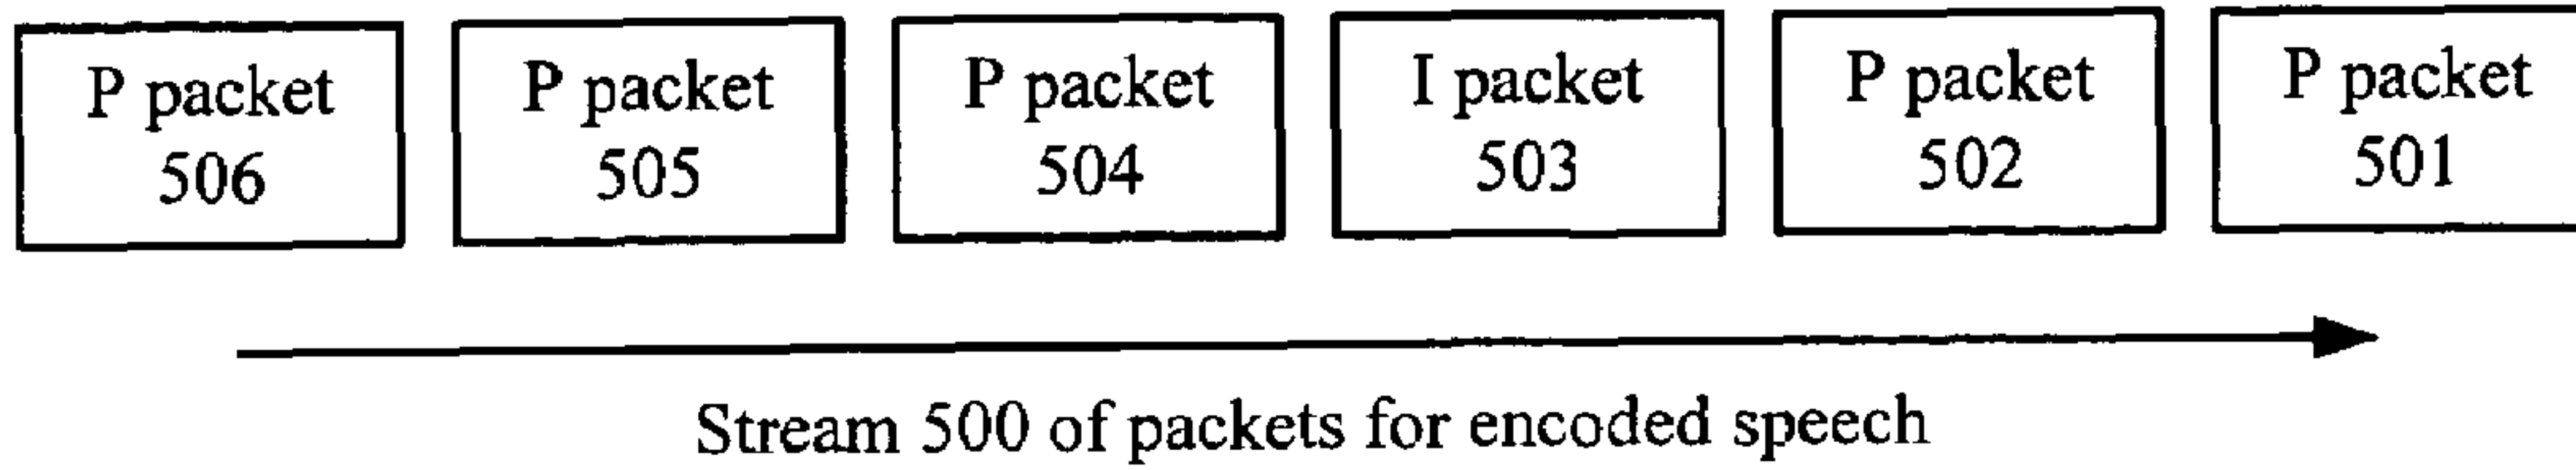 P packet
506
P packet
505
P packet
504
I packet
503
P packet
502
P packet
501
Stream 500 of packets for encoded speech